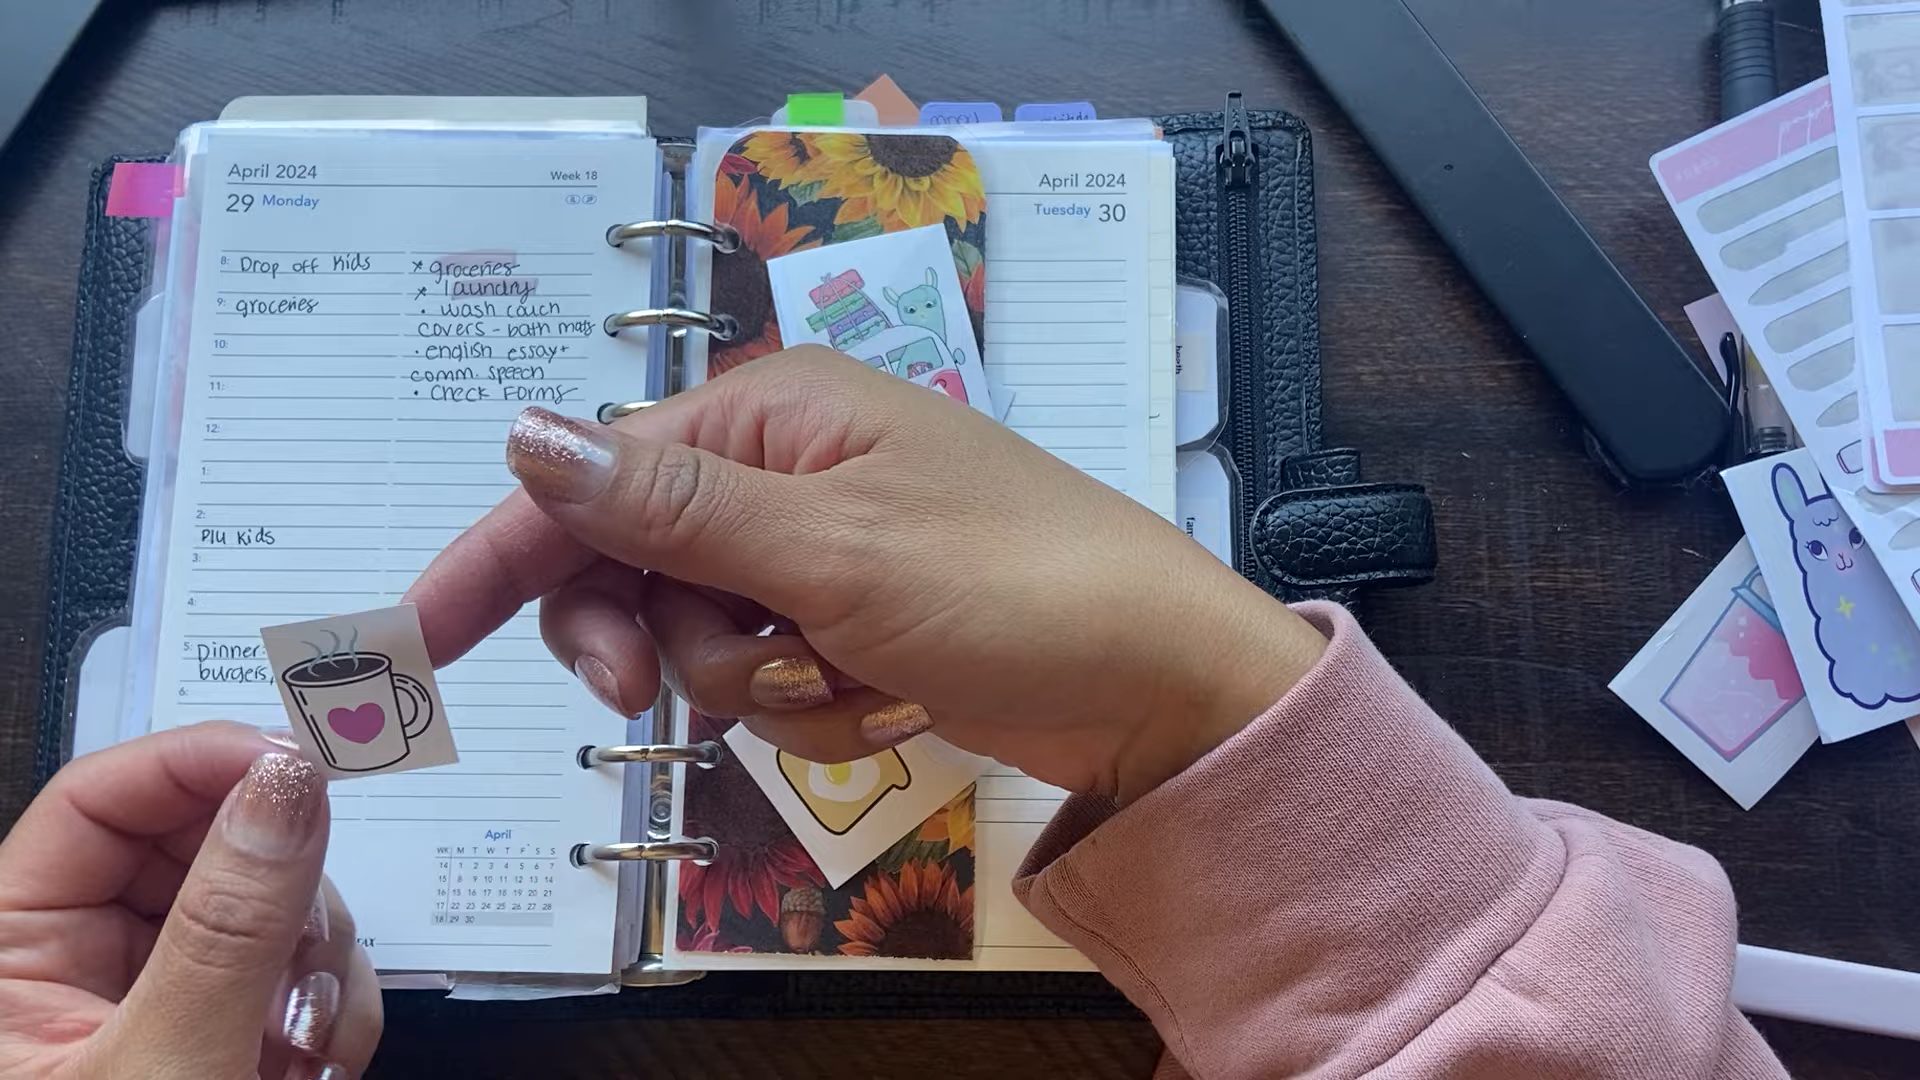 April 2024
Week 18
29 Monday
8: Drop off Kids
9: groceries
10:
11:
12:
1:
2:
PIU Kids
3:
4:
5: Dinner:
burgers,
6:
x groceries
x laundry
• wash couch
covers - bath mats
• english essay +
comm. speech
• Check Forms
April
WK M T W T F S S
14 1 2 3 4 5 6 7
15 8 9 10 11 12 13 14
16 15 16 17 18 19 20 21
17 22 23 24 25 26 27 28
18 29 30
April 2024
Tuesday 30
health